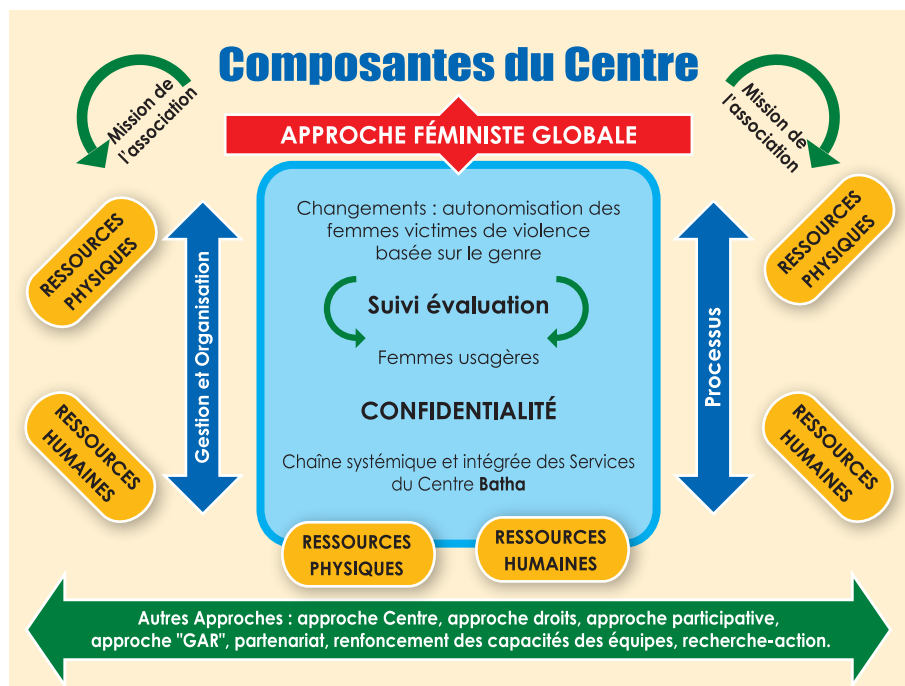 Composantes du Centre
Mission de
l'association
Mission de
l'association
APPROCHE FÉMINISTE GLOBALE
RESSOURCES
PHYSIQUES
Gestion et Organisation
RESSOURCES
HUMAINES
Changements : autonomisation des
femmes victimes de violence
basée sur le genre
Suivi évaluation
Femmes usagères
CONFIDENTIALITÉ
Chaîne systémique et intégrée des Services
du Centre Batha
RESSOURCES
PHYSIQUES
RESSOURCES
HUMAINES
Processus
RESSOURCES
PHYSIQUES
RESSOURCES
HUMAINES
Autres Approches : approche Centre, approche droits, approche participative,
approche "GAR", partenariat, renfoncement des capacités des équipes, recherche-action.